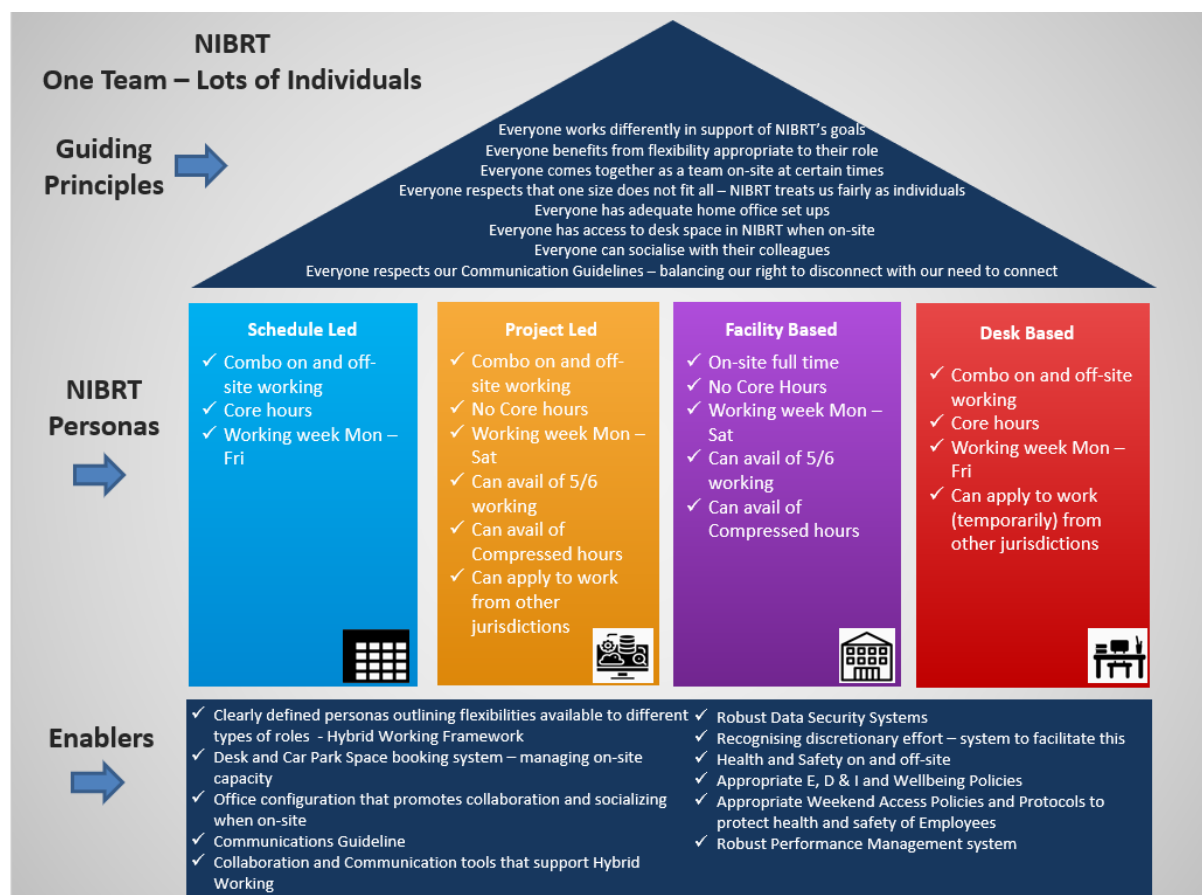 NIBRT
One Team – Lots of Individuals
Guiding
Principles
Everyone works differently in support of NIBRT's goals
Everyone benefits from flexibility appropriate to their role
Everyone comes together as a team on-site at certain times
Everyone respects that one size does not fit all – NIBRT treats us fairly as individuals
Everyone has adequate home office set ups
Everyone has access to desk space in NIBRT when on-site
Everyone can socialise with their colleagues
Everyone respects our Communication Guidelines – balancing our right to disconnect with our need to connect
NIBRT
Personas
Schedule Led
✓ Combo on and off-
site working
✓ Core hours
✓ Working week Mon –
Fri
Project Led
✓ Combo on and off-
site working
✓ No Core hours
✓ Working week Mon –
Sat
✓ Can avail of 5/6
working
✓ Can avail of
Compressed hours
✓ Can apply to work
from other
jurisdictions
Facility Based
✓ On-site full time
✓ No Core Hours
✓ Working week Mon –
Sat
✓ Can avail of 5/6
working
✓ Can avail of
Compressed hours
Desk Based
✓ Combo on and off-site
working
✓ Core hours
✓ Working week Mon –
Fri
✓ Can apply to work
(temporarily) from
other jurisdictions
Enablers
✓ Clearly defined personas outlining flexibilities available to different
types of roles - Hybrid Working Framework
✓ Desk and Car Park Space booking system – managing on-site
capacity
✓ Office configuration that promotes collaboration and socializing
when on-site
✓ Communications Guideline
✓ Collaboration and Communication tools that support Hybrid
Working
✓ Robust Data Security Systems
✓ Recognising discretionary effort – system to facilitate this
✓ Health and Safety on and off-site
✓ Appropriate E, D & I and Wellbeing Policies
✓ Appropriate Weekend Access Policies and Protocols to
protect health and safety of Employees
✓ Robust Performance Management system